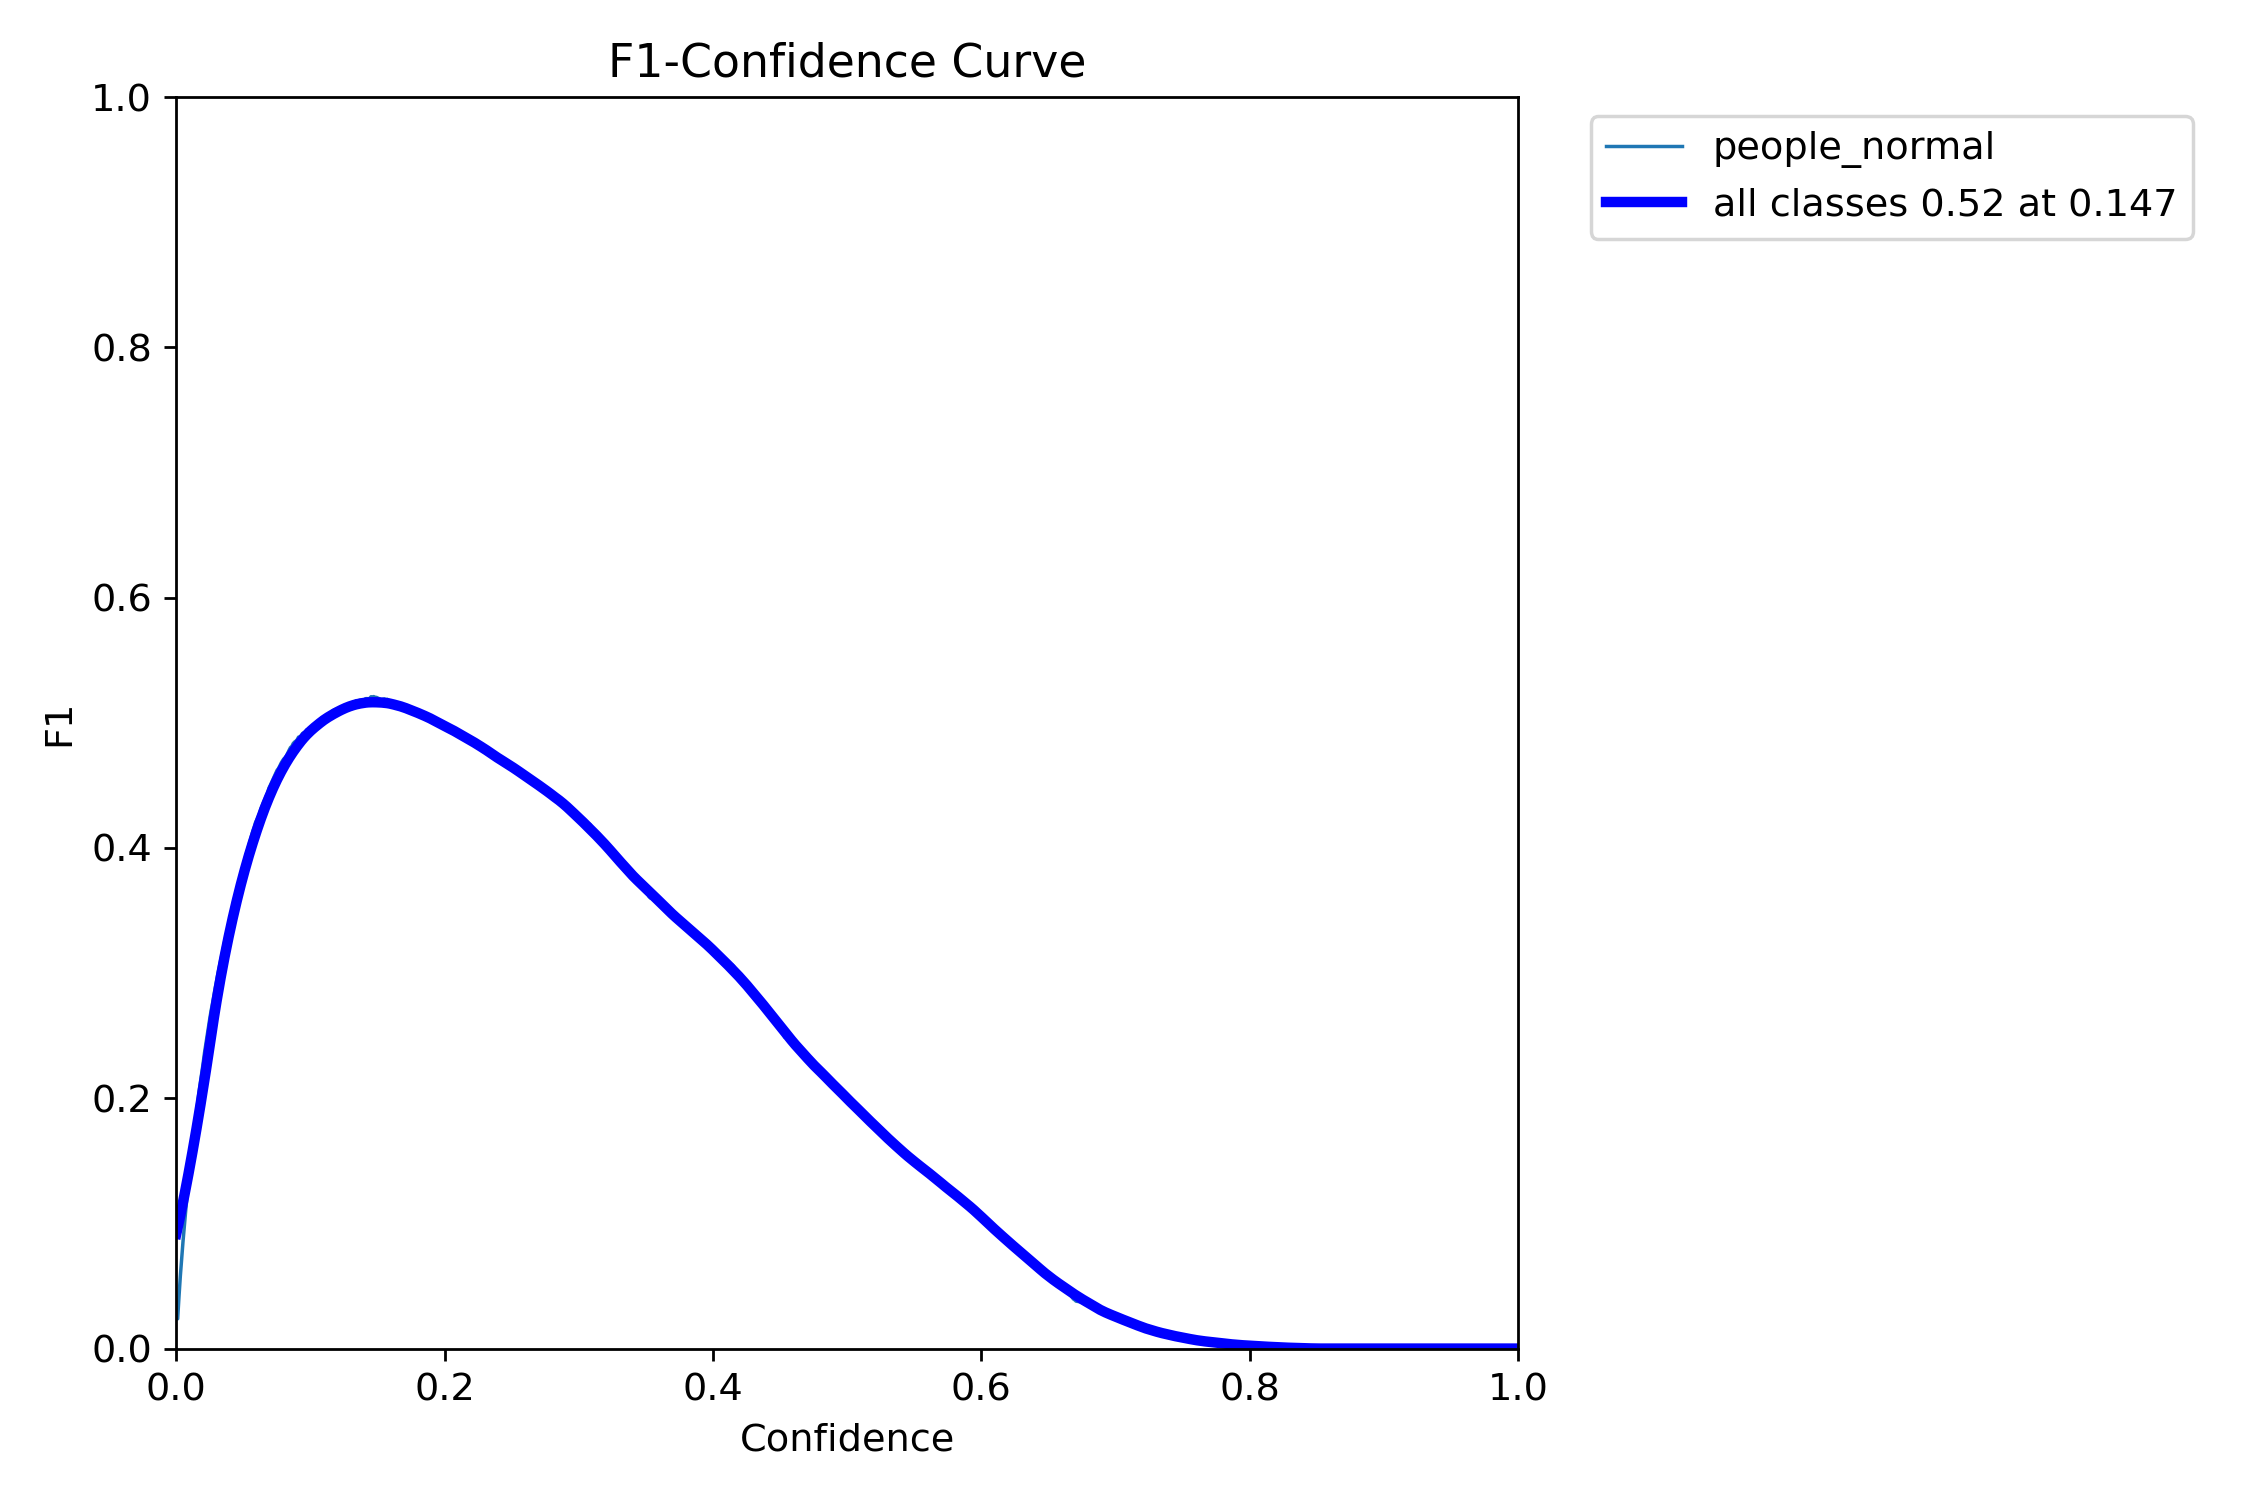 F1-Confidence Curve
1.0
0.8
0.6
0.4
0.2
0.0
F1
0.0 0.2 0.4 0.6 0.8 1.0
Confidence
people_normal
all classes 0.52 at 0.147